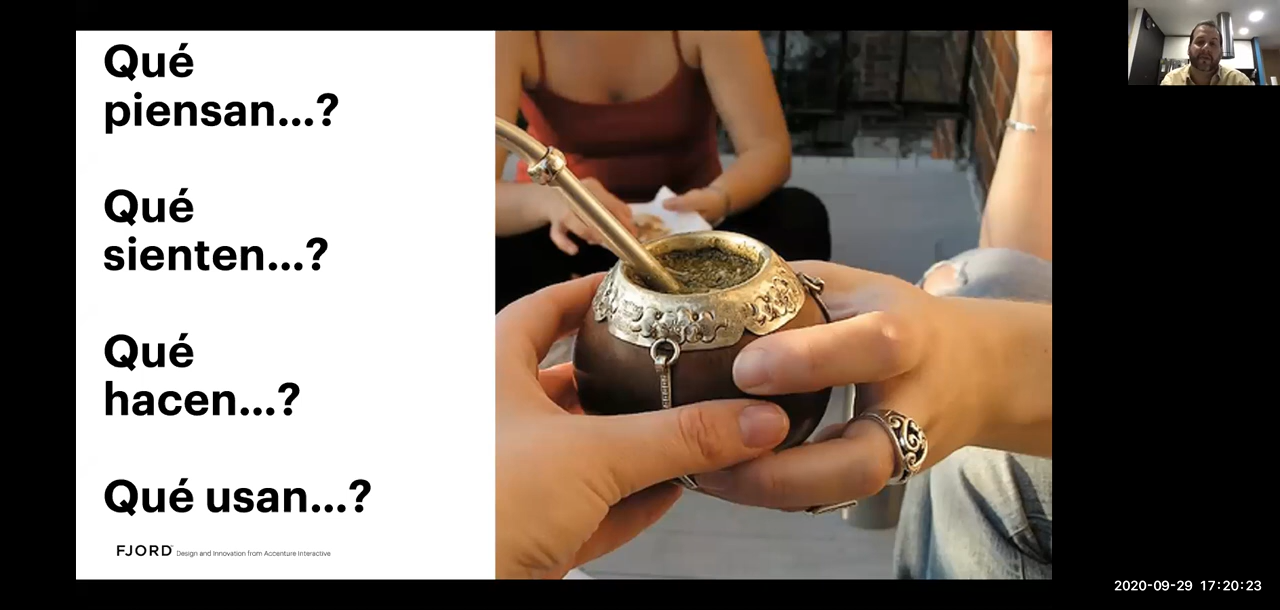 Qué
piensan...?
Qué
sienten...?
Qué
hacen...?
Qué usan...?
FJORD Design and Innovation from Accenture Interactive
2020-09-29 17:20:23